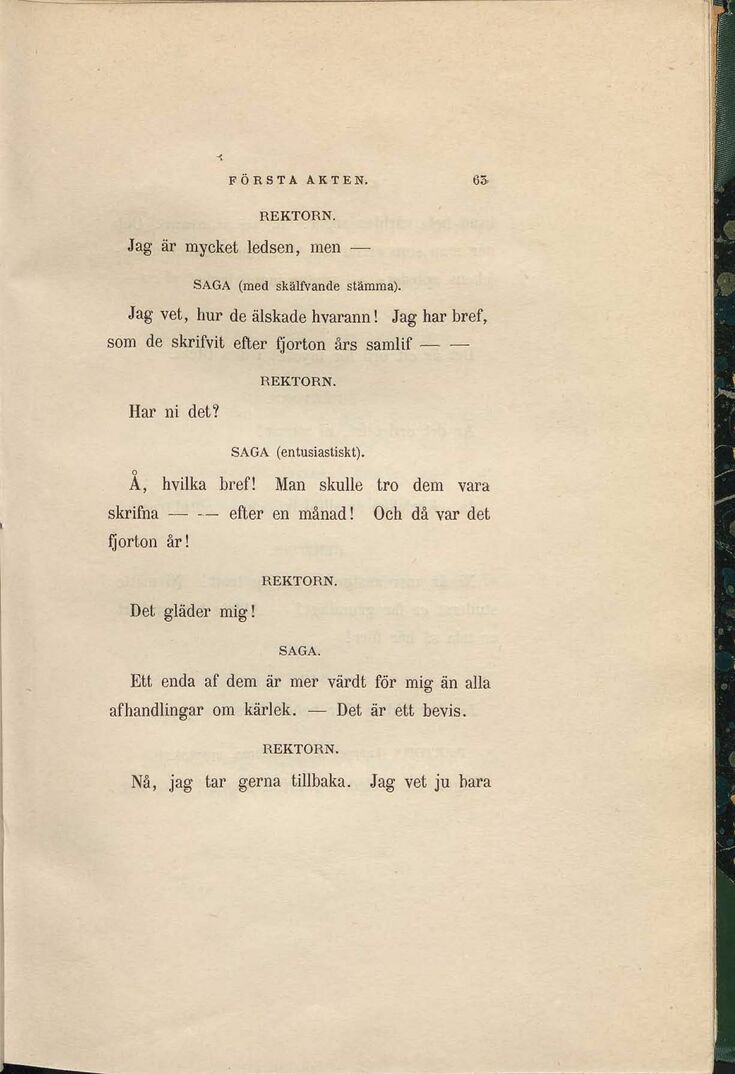 FÖRSTA AKTEN. 63
REKTORN.
Jag är mycket ledsen, men —
SAGA (med skälfvande stämma).
Jag vet, hur de älskade hvarann! Jag har bref,
som de skrifvit efter fjorton års samlif — —
REKTORN.
Har ni det?
SAGA (entusiastiskt).
Å, hvilka bref! Man skulle tro dem vara
skrifna — — efter en månad! Och då var det
fjorton år!
REKTORN.
Det gläder mig!
SAGA.
Ett enda af dem är mer värdt för mig än alla
afhandlingar om kärlek. — Det är ett bevis.
REKTORN.
Nå, jag tar gerna tillbaka. Jag vet ju bara